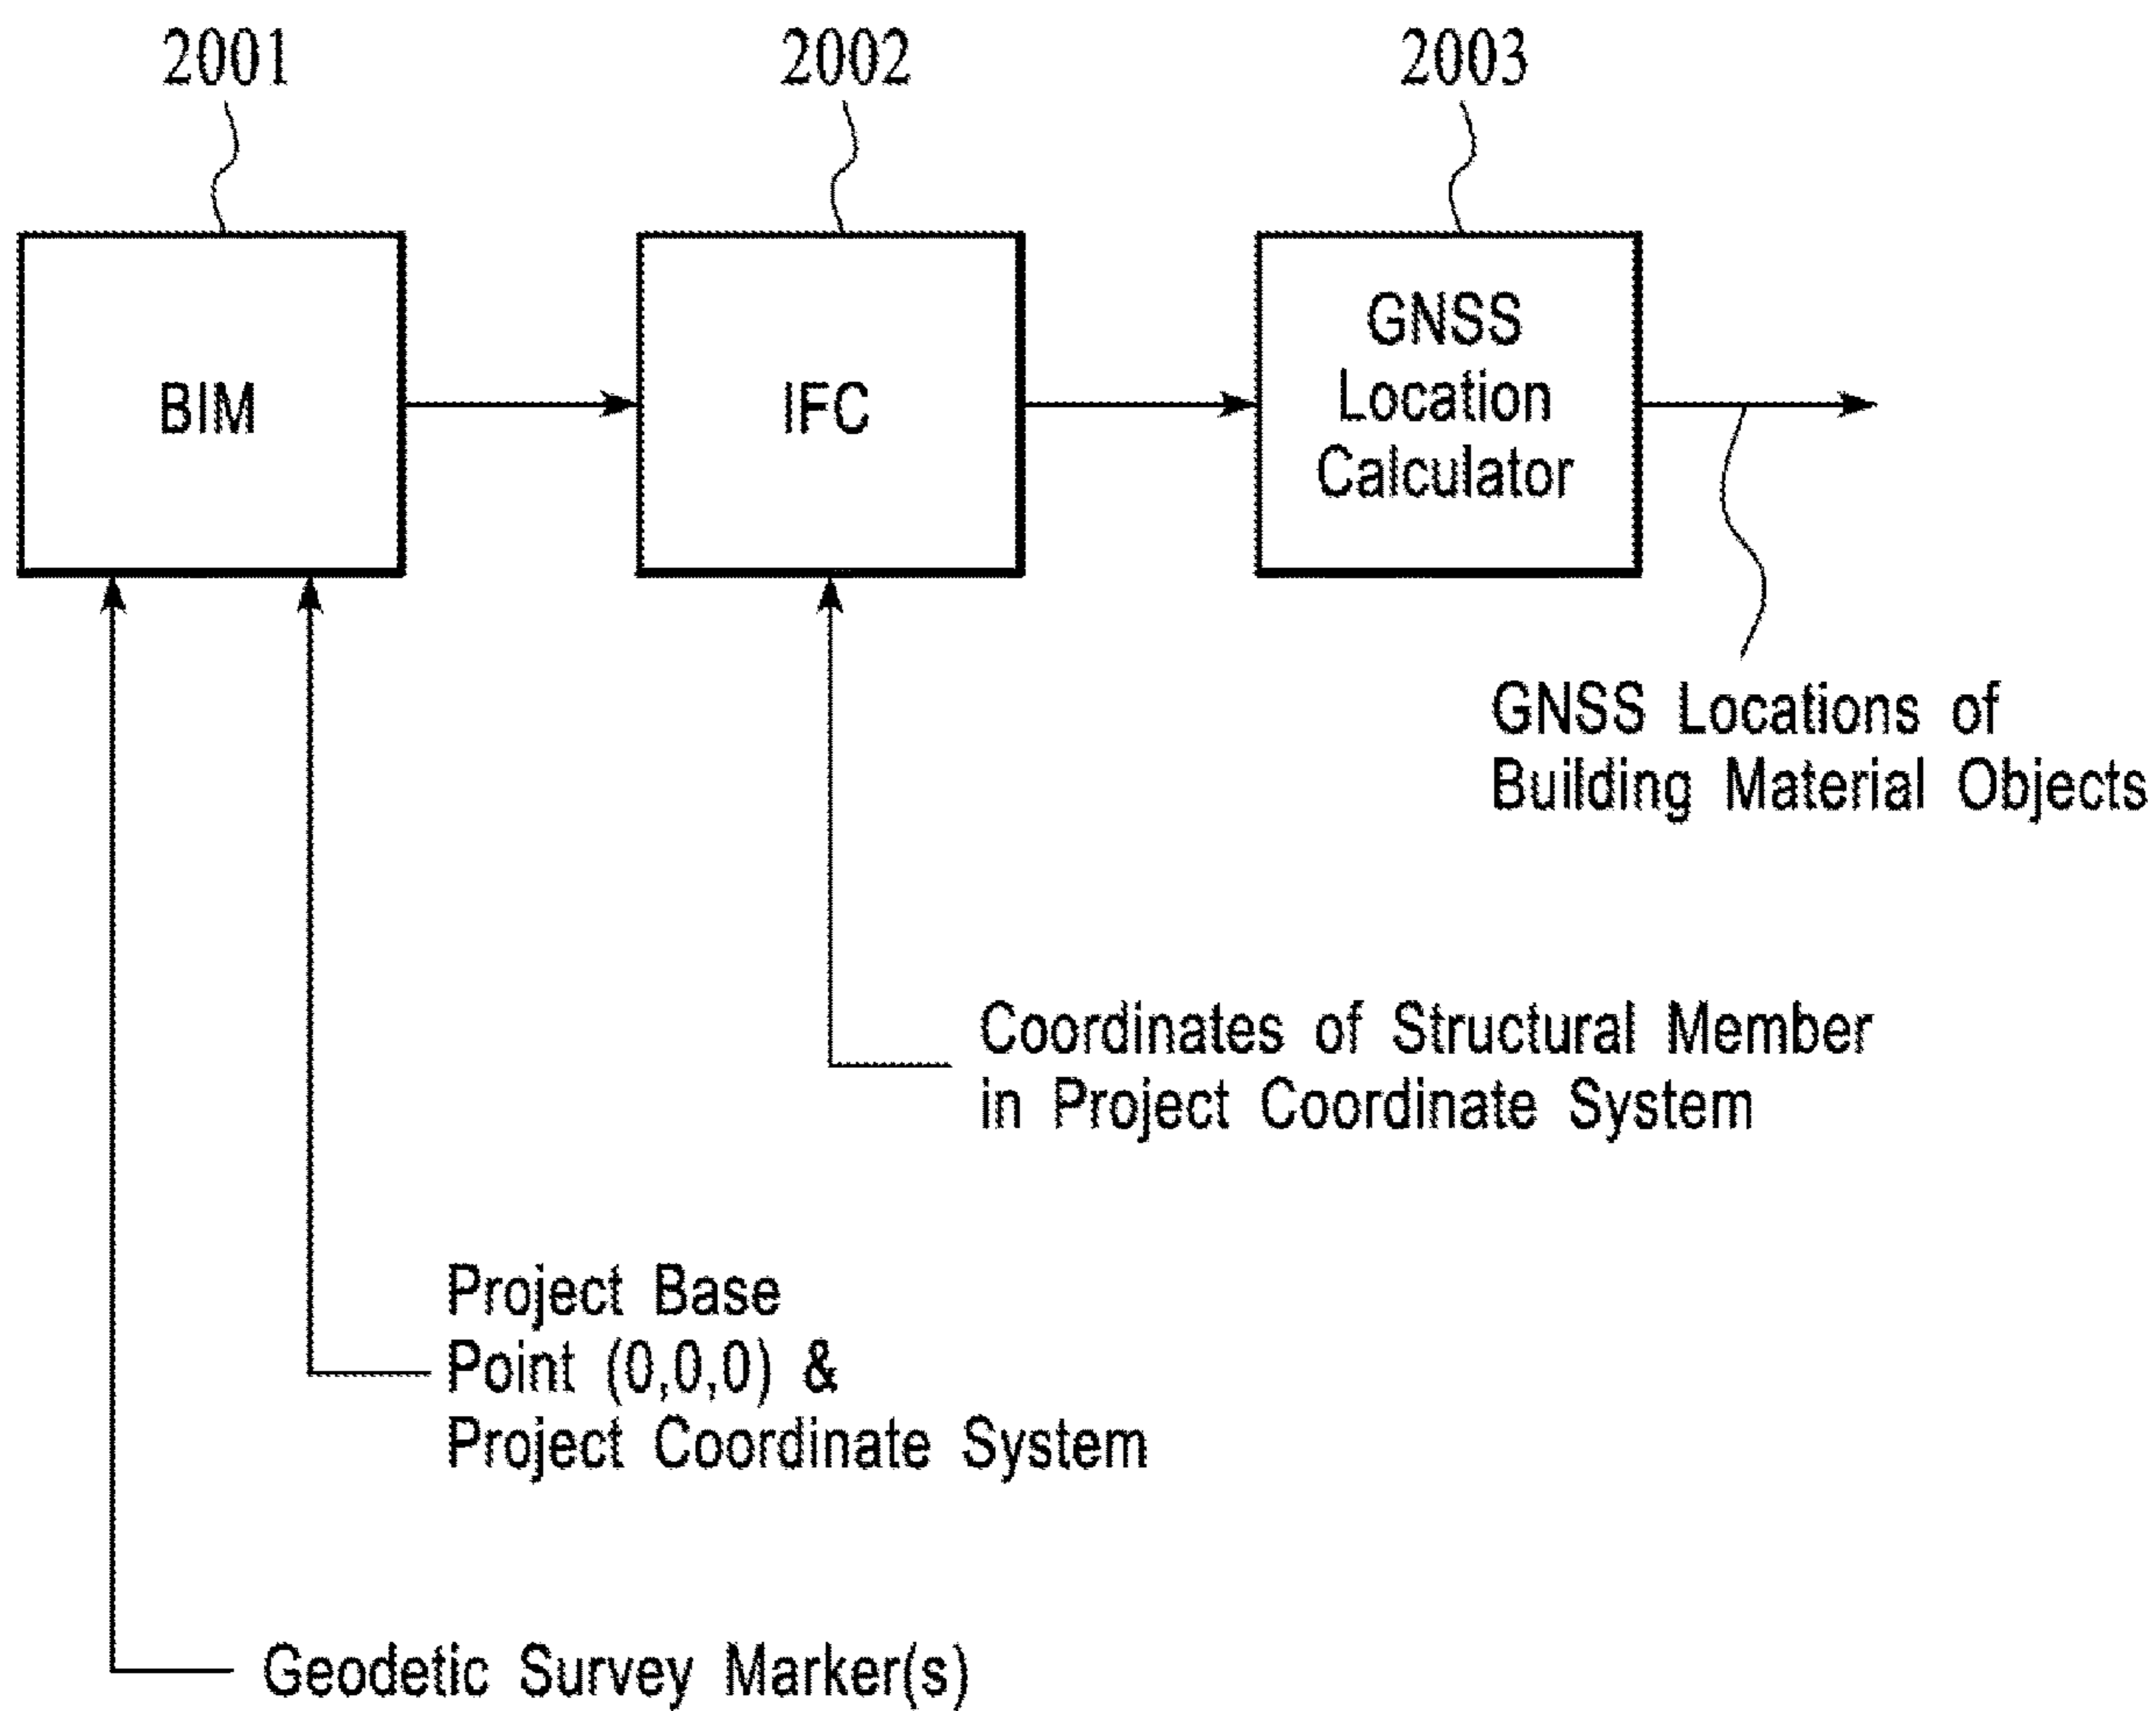 2001
2002
2003
BIM
IFC
GNSS
Location
Calculator
GNSS Locations of
Building Material Objects
Coordinates of Structural Member
in Project Coordinate System
Project Base
Point (0,0,0) &
Project Coordinate System
Geodetic Survey Marker(s)